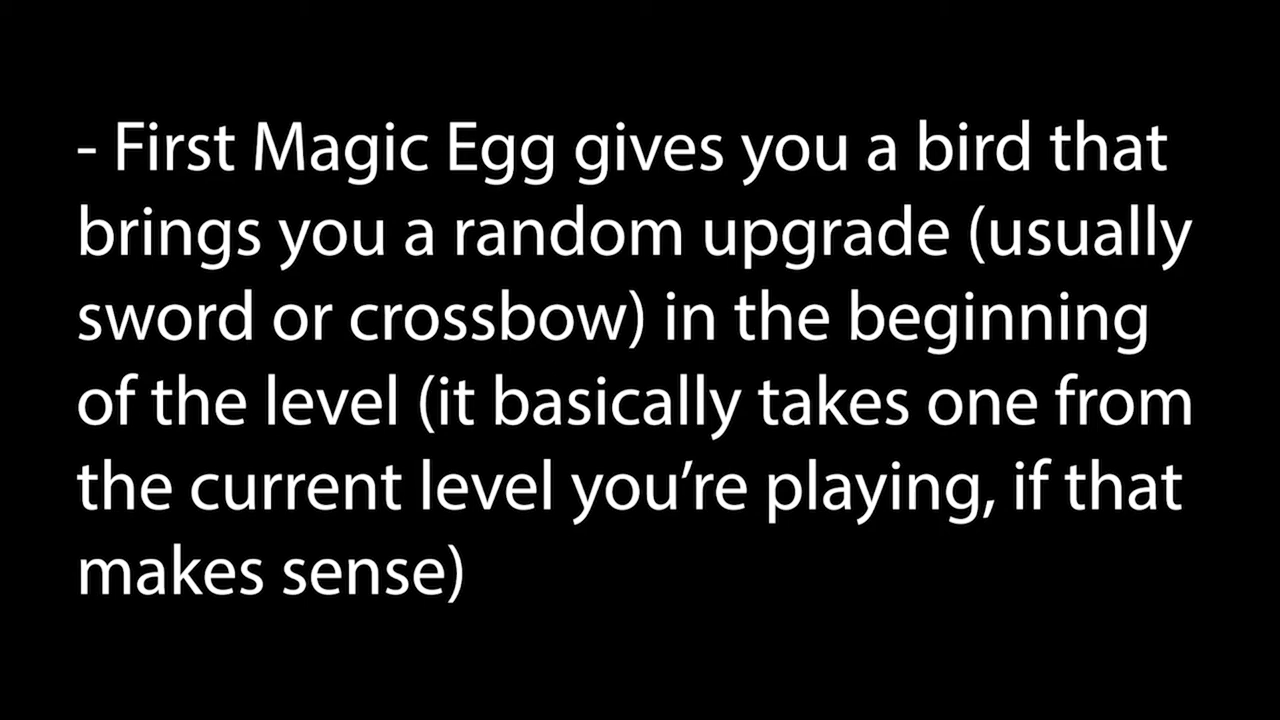 - First Magic Egg gives you a bird that
brings you a random upgrade (usually
sword or crossbow) in the beginning
of the level (it basically takes one from
the current level you’re playing, if that
makes sense)